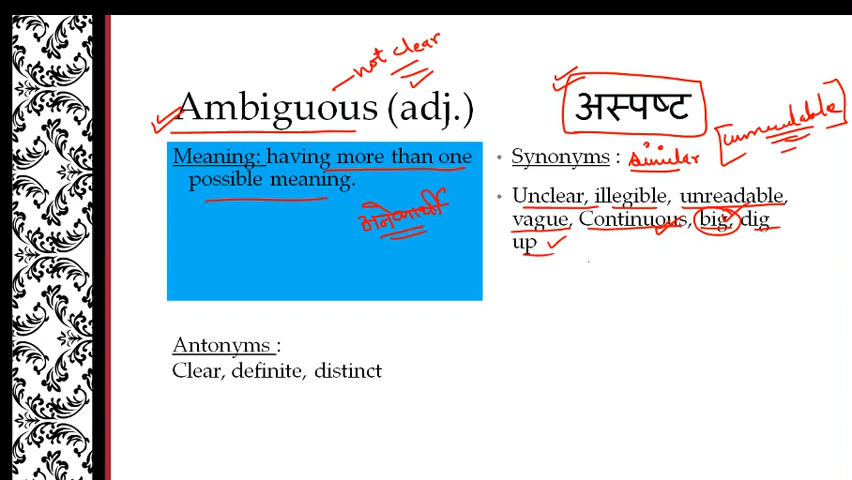 not clear
Ambiguous (adj.)
अस्पष्ट
[unreadable]
Meaning: having more than one
possible meaning.
अनेकार्थी
• Synonyms : similar
• Unclear, illegible, unreadable,
vague, Continuous, big, dig
up
Antonyms :
Clear, definite, distinct